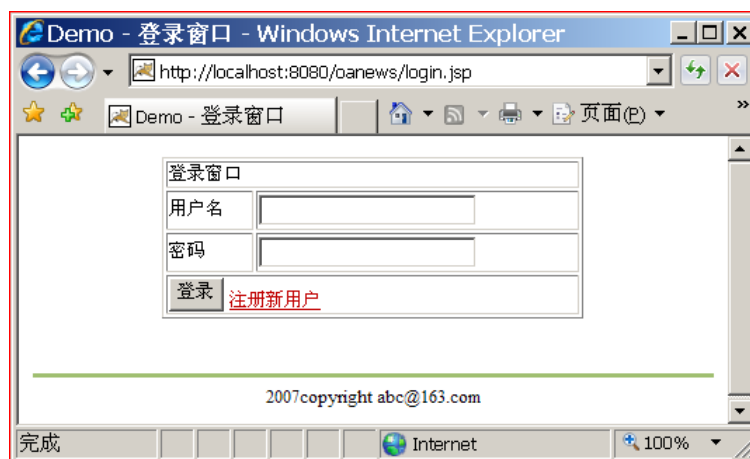 Demo - 登录窗口 - Windows Internet Explorer
http://localhost:8080/oanews/login.jsp
Demo - 登录窗口
页面(P)
»
登录窗口
用户名
密码
登录 注册新用户
2007copyright abc@163.com
完成 Internet 100%